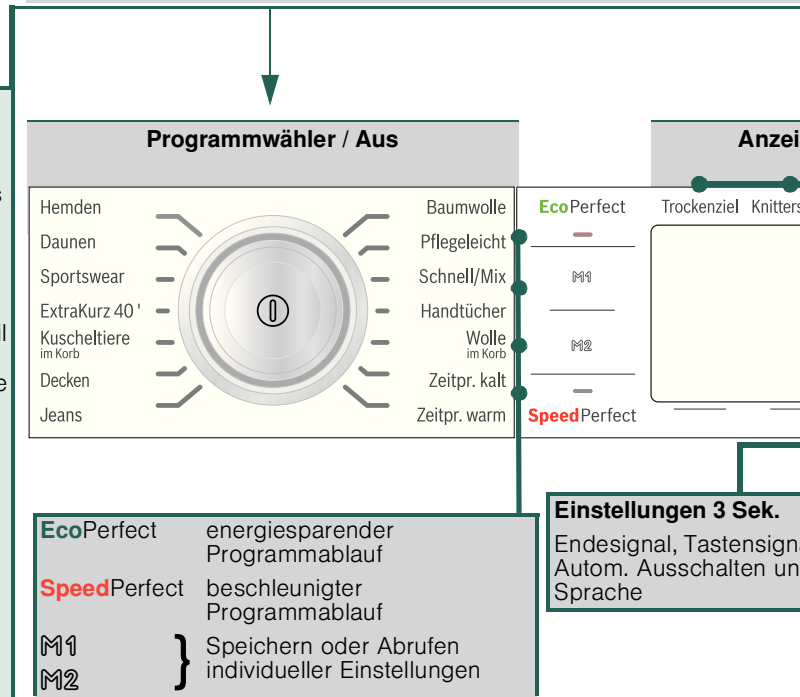 Programmwähler / Aus
Anzei
s
il
e
Hemden
Daunen
Sportswear
ExtraKurz 40 '
Kuscheltiere
im Korb
Decken
Jeans
Baumwolle
Pflegeleicht
Schnell/Mix
Handtücher
Wolle
im Korb
Zeitpr. kalt
Zeitpr. warm
EcoPerfect
M1
M2
SpeedPerfect
Trockenziel Knitters
EcoPerfect energiesparender
Programmablauf
SpeedPerfect beschleunigter
Programmablauf
M1 } Speichern oder Abrufen
M2 individueller Einstellungen
Einstellungen 3 Sek.
Endesignal, Tastensigna
Autom. Ausschalten un
Sprache